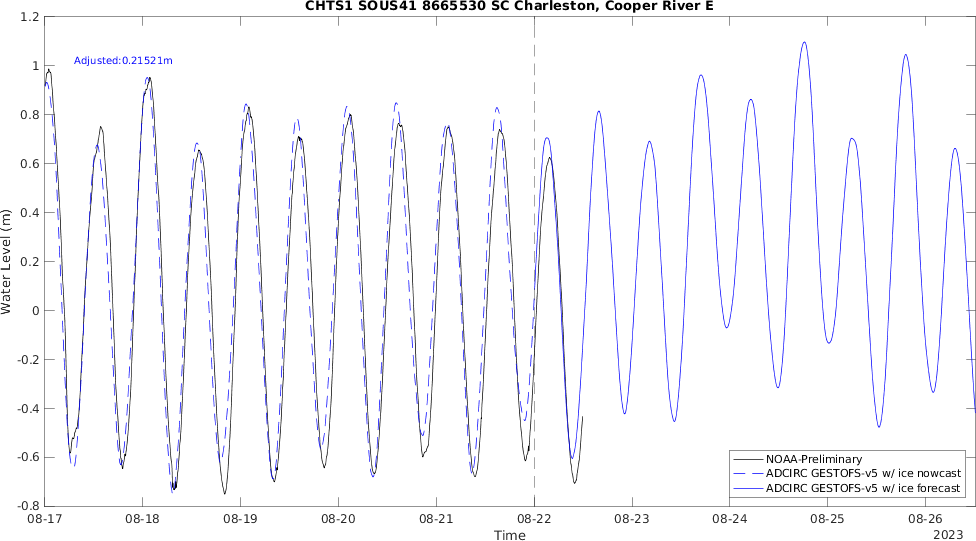 CHTS1 SOUS41 8665530 SC Charleston, Cooper River E
1.2
1
0.8
0.6
0.4
0.2
0
-0.2
-0.4
-0.6
-0.8
Water Level (m)
Adjusted:0.21521m
NOAA-Preliminary
ADCIRC GESTOFS-v5 w/ ice nowcast
ADCIRC GESTOFS-v5 w/ ice forecast
08-17 08-18 08-19 08-20 08-21 08-22 08-23 08-24 08-25 08-26
Time
2023